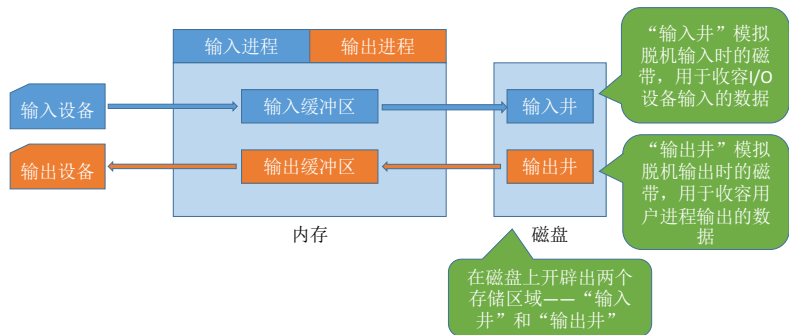 输入进程
输出进程
“输入井”模拟
脱机输入时的磁
带，用于收容I/O
设备输入的数据
输入设备
输入缓冲区
输入井
输出设备
输出缓冲区
输出井
“输出井”模拟
脱机输出时的磁
带，用于收容用
户进程输出的数
据
内存
磁盘
在磁盘上开辟出两个
存储区域——“输入
井”和“输出井”